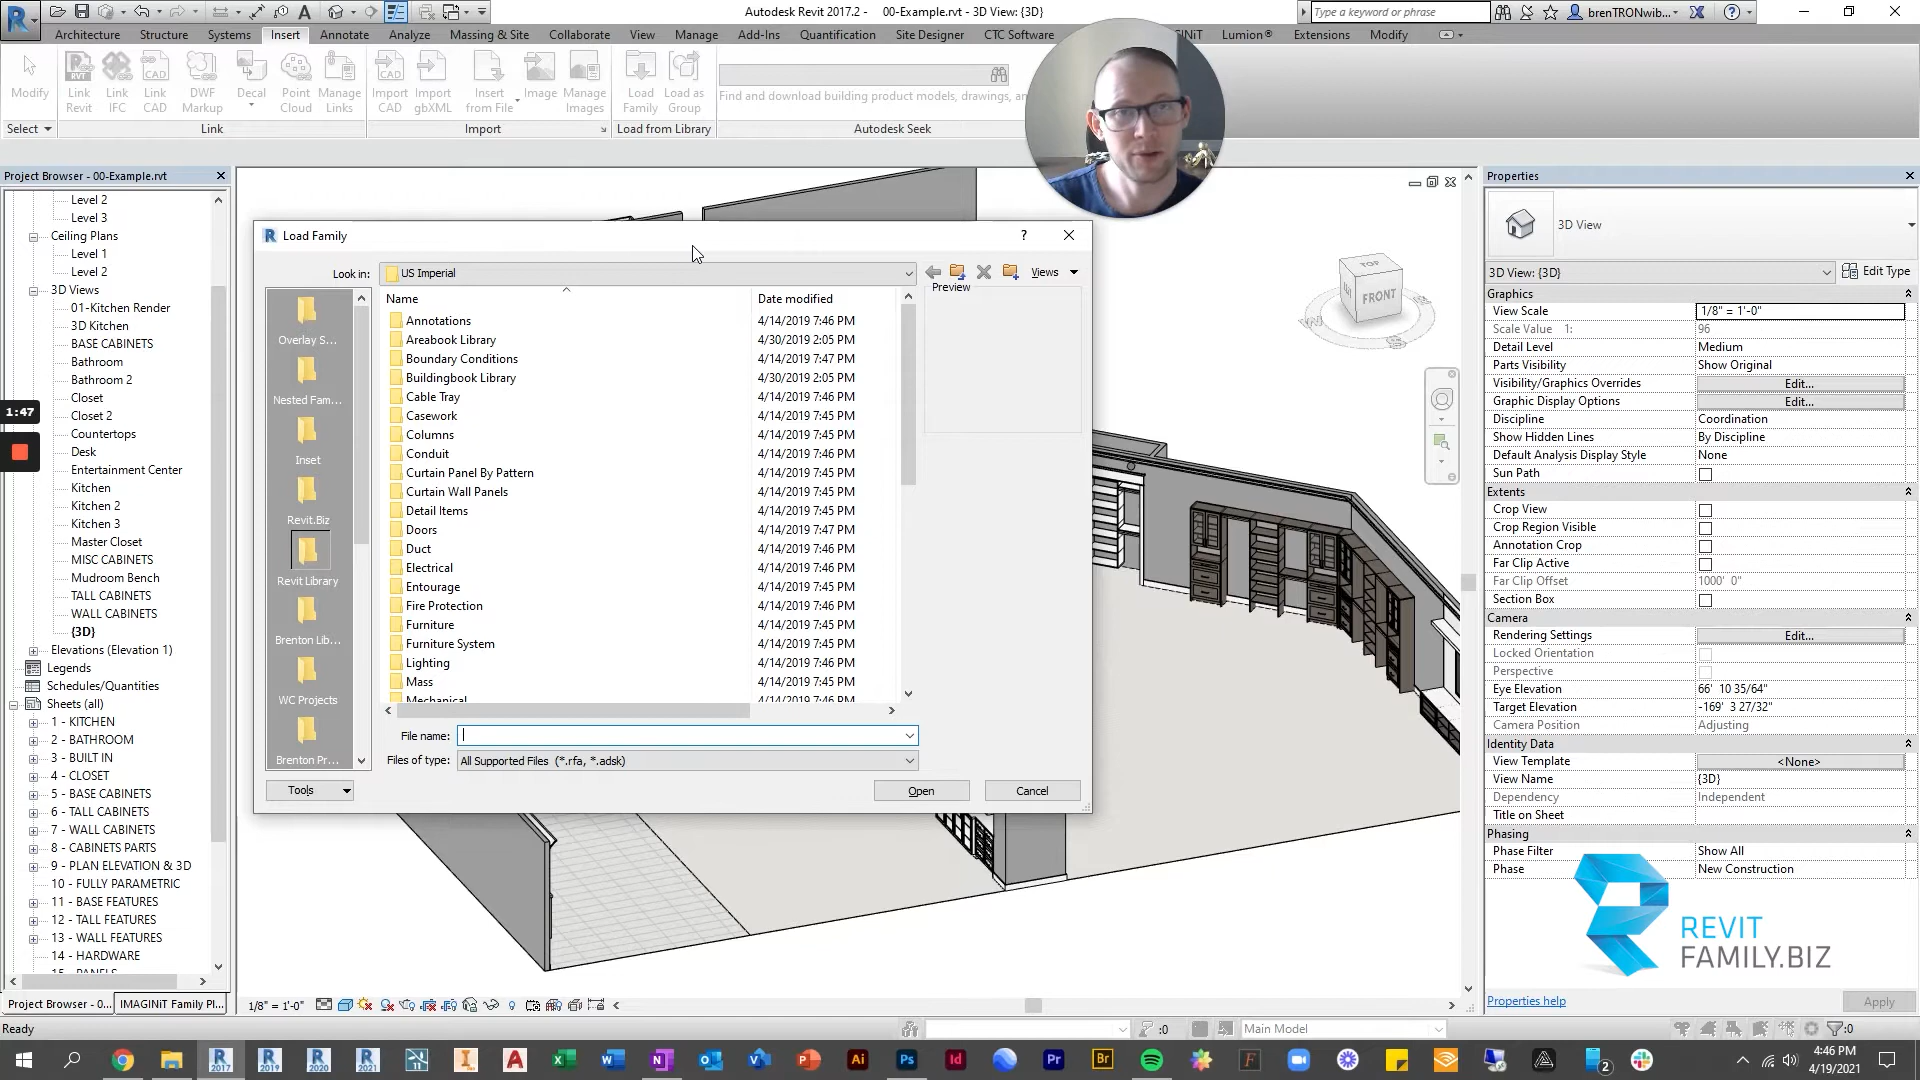 Autodesk Revit 2017.2 - 00-Example.rvt - 3D View: {3D}
Type a keyword or phrase
brenTRONwib...
Architecture Structure Systems Insert Annotate Analyze Massing & Site Collaborate View Manage Add-Ins Quantification Site Designer CTC Software GINiT Lumion® Extensions Modify
Modify
Link Revit
Link IFC
Link CAD
DWF Markup
Decal
Point Cloud
Manage Links
Import CAD
Import gbXML
Insert from File
Image
Manage Images
Load Family
Load as Group
Find and download building product models, drawings, an
Select
Link
Import
Load from Library
Autodesk Seek
Project Browser - 00-Example.rvt
Level 2
Level 3
Ceiling Plans
Level 1
Level 2
3D Views
01-Kitchen Render
3D Kitchen
BASE CABINETS
Bathroom
Bathroom 2
Closet
Closet 2
Countertops
Desk
Entertainment Center
Kitchen
Kitchen 2
Kitchen 3
Master Closet
MISC CABINETS
Mudroom Bench
TALL CABINETS
WALL CABINETS
{3D}
Elevations (Elevation 1)
Legends
Schedules/Quantities
Sheets (all)
1 - KITCHEN
2 - BATHROOM
3 - BUILT IN
4 - CLOSET
5 - BASE CABINETS
6 - TALL CABINETS
7 - WALL CABINETS
8 - CABINETS PARTS
9 - PLAN ELEVATION & 3D
10 - FULLY PARAMETRIC
11 - BASE FEATURES
12 - TALL FEATURES
13 - WALL FEATURES
14 - HARDWARE
15 - PANELS
Project Browser - 0...
IMAGINiT Family Pl...
1:47
Load Family
Look in:
US Imperial
Views
Preview
Overlay S...
Nested Fam...
Inset
Revit.Biz
Revit Library
Brenton Lib...
WC Projects
Brenton Pr...
Name Date modified
Annotations 4/14/2019 7:46 PM
Areabook Library 4/30/2019 2:05 PM
Boundary Conditions 4/14/2019 7:47 PM
Buildingbook Library 4/30/2019 2:05 PM
Cable Tray 4/14/2019 7:46 PM
Casework 4/14/2019 7:45 PM
Columns 4/14/2019 7:45 PM
Conduit 4/14/2019 7:46 PM
Curtain Panel By Pattern 4/14/2019 7:45 PM
Curtain Wall Panels 4/14/2019 7:45 PM
Detail Items 4/14/2019 7:45 PM
Doors 4/14/2019 7:47 PM
Duct 4/14/2019 7:46 PM
Electrical 4/14/2019 7:46 PM
Entourage 4/14/2019 7:45 PM
Fire Protection 4/14/2019 7:46 PM
Furniture 4/14/2019 7:45 PM
Furniture System 4/14/2019 7:45 PM
Lighting 4/14/2019 7:46 PM
Mass 4/14/2019 7:45 PM
Mechanical 4/14/2019 7:46 PM
File name:
Files of type: All Supported Files (*.rfa, *.adsk)
Tools
Open
Cancel
TOP
FRONT
Properties
3D View
3D View: {3D}
Edit Type
Graphics
View Scale 1/8" = 1'-0"
Scale Value 1: 96
Detail Level Medium
Parts Visibility Show Original
Visibility/Graphics Overrides Edit...
Graphic Display Options Edit...
Discipline Coordination
Show Hidden Lines By Discipline
Default Analysis Display Style None
Sun Path
Extents
Crop View
Crop Region Visible
Annotation Crop
Far Clip Active
Far Clip Offset 1000' 0"
Section Box
Camera
Rendering Settings Edit...
Locked Orientation
Perspective
Eye Elevation 66' 10 35/64"
Target Elevation -169' 3 27/32"
Camera Position Adjusting
Identity Data
View Template <None>
View Name {3D}
Dependency Independent
Title on Sheet
Phasing
Phase Filter Show All
Phase New Construction
REVIT
FAMILY.BIZ
Properties help
Apply
1/8" = 1'-0"
Ready
:0
Main Model
:0
2017
2019
2020
2021
4:46 PM
4/19/2021